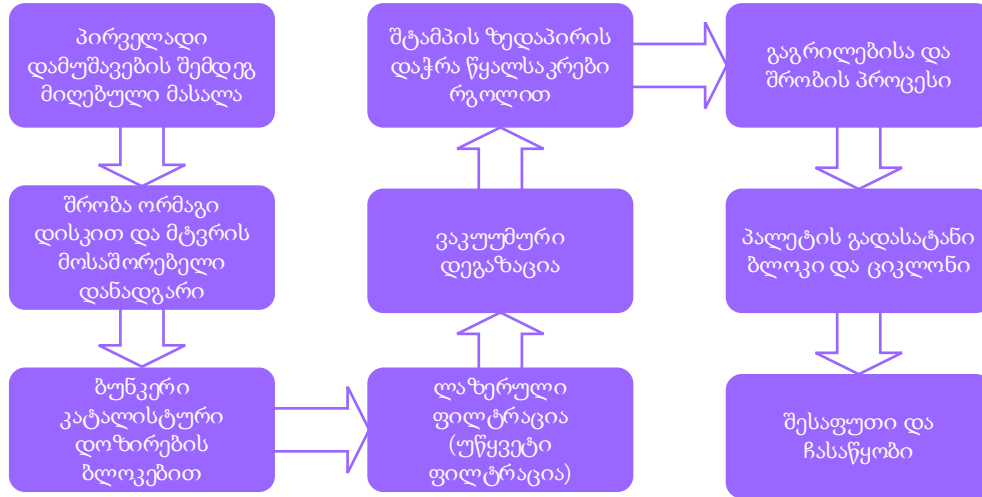 პირველადი
დამუშავების შემდეგ
მიღებული მასალა
შრობა ორმაგი
დისკით და მტვრის
მოსაშორებელი
დანადგარი
ბუნკერი
კატალისტური
დოზირების
ბლოკებით
ლაზერული
ფილტრაცია
(უწყვეტი
ფილტრაცია)
ვაკუუმური
დეგაზაცია
შტამპის ზედაპირის
დაჭრა წყალსაკრები
რგოლით
გაგრილებისა და
შრობის პროცესი
პალეტის გადასატანი
ბლოკი და ციკლონი
შესაფუთი და
ჩასაწყობი